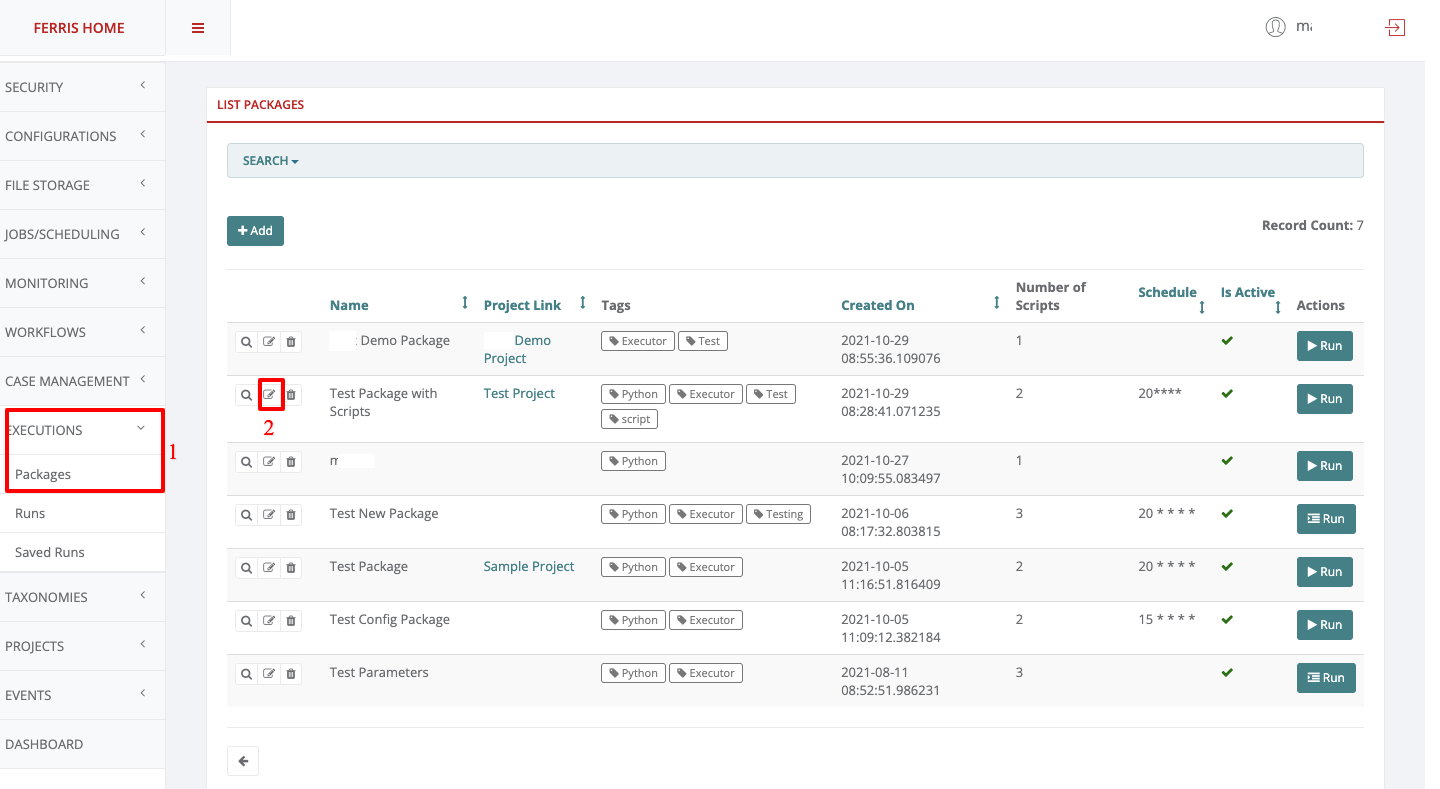 FERRIS HOME
ma
SECURITY
CONFIGURATIONS
FILE STORAGE
JOBS/SCHEDULING
MONITORING
WORKFLOWS
CASE MANAGEMENT
EXECUTIONS
1
Packages
Runs
Saved Runs
TAXONOMIES
PROJECTS
EVENTS
DASHBOARD
LIST PACKAGES
SEARCH
+ Add
Record Count: 7
Name Project Link Tags Created On Number of Scripts Schedule Is Active Actions
Demo Package Demo Project Executor Test 2021-10-29 08:55:36.109076 1 Run
2
Test Package with Scripts Test Project Python Executor Test script 2021-10-29 08:28:41.071235 2 20**** Run
Python 2021-10-27 10:09:55.083497 1 Run
Test New Package Python Executor Testing 2021-10-06 08:17:32.803815 3 20 * * * * Run
Test Package Sample Project Python Executor 2021-10-05 11:16:51.816409 2 20 * * * * Run
Test Config Package Python Executor 2021-10-05 11:09:12.382184 2 15 * * * * Run
Test Parameters Python Executor 2021-08-11 08:52:51.986231 3 Run